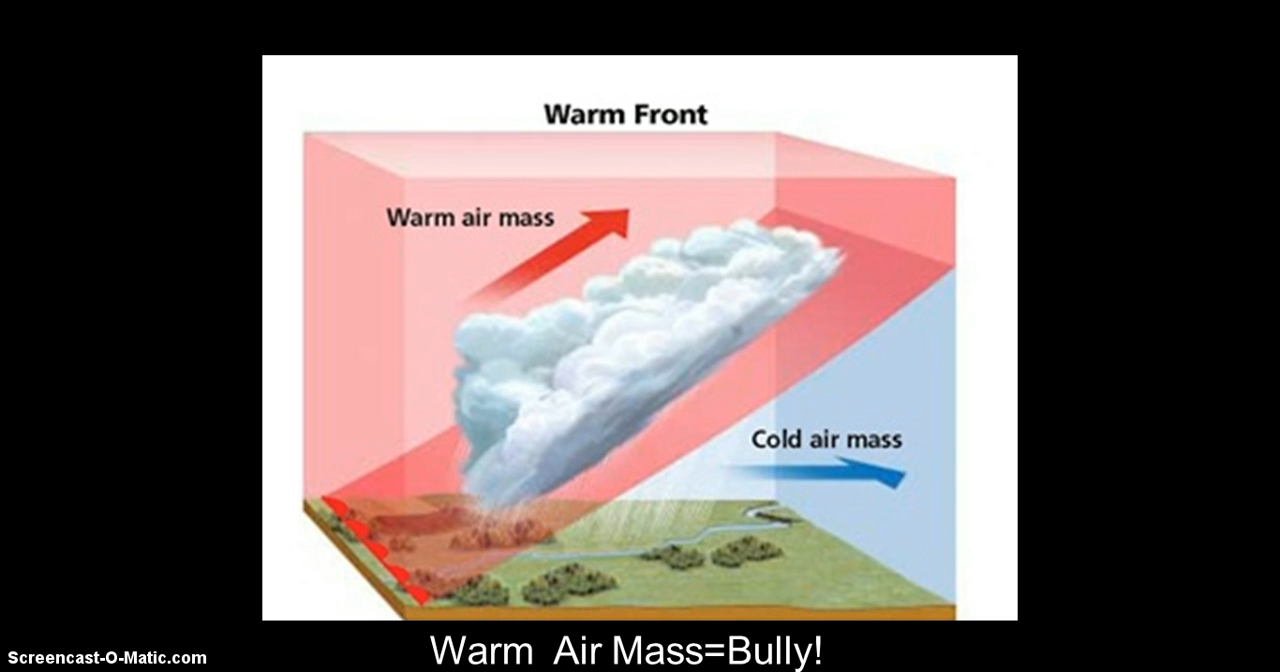 Warm Front
Warm air mass
Cold air mass
Warm Air Mass=Bully!
Screencast-O-Matic.com